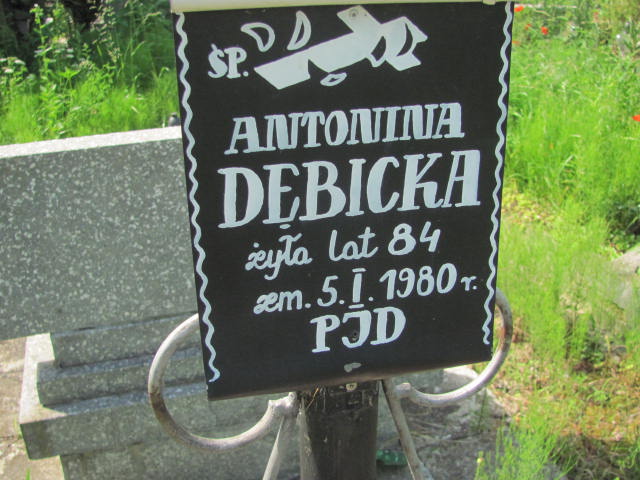 ŚP.
ANTONINA
DĘBICKA
żyła lat 84
zm. 5.I.1980 r.
PJD